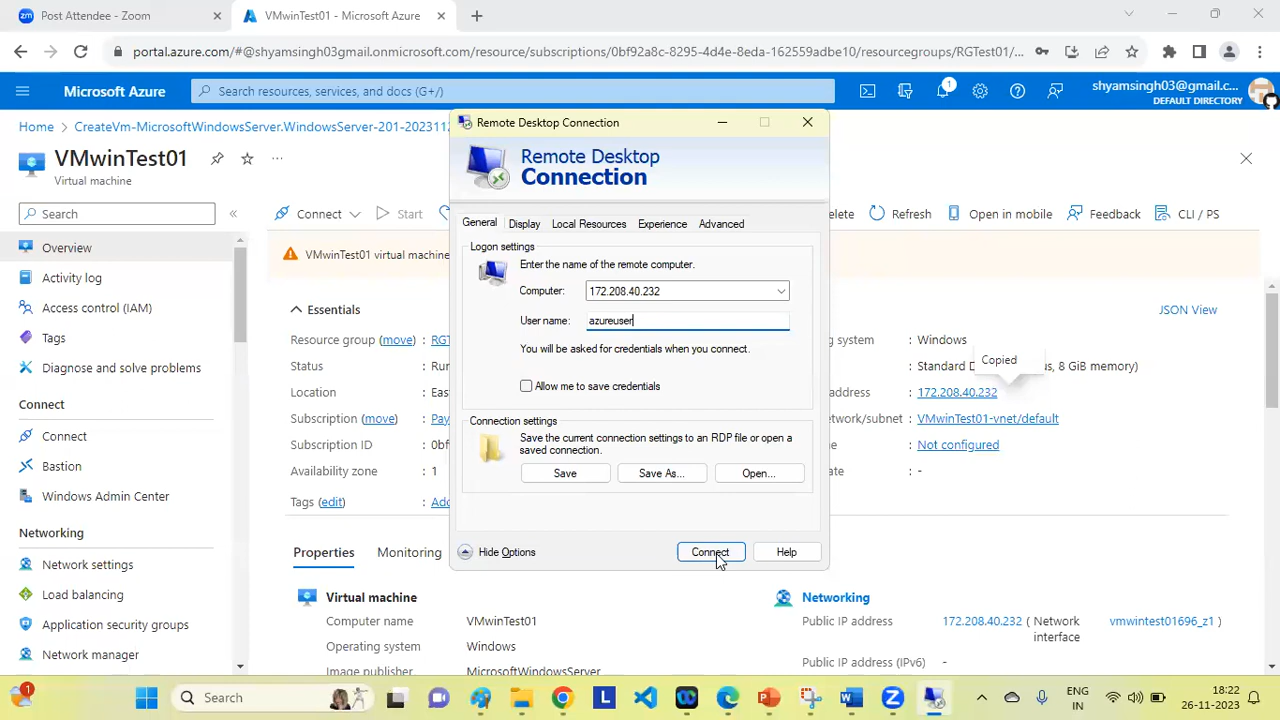 Post Attendee - Zoom
VMwinTest01 - Microsoft Azure
portal.azure.com/#@shyamsingh03gmail.onmicrosoft.com/resource/subscriptions/0bf92a8c-8295-4d4e-8eda-162559adbe10/resourcegroups/RGTest01/...
Microsoft Azure
Search resources, services, and docs (G+/)
1
shyamsingh03@gmail.c...
DEFAULT DIRECTORY
Home
CreateVm-MicrosoftWindowsServer.WindowsServer-201-2023112
VMwinTest01
Virtual machine
Search
Connect
Start
elete
Refresh
Open in mobile
Feedback
CLI / PS
VMwinTest01 virtual machine
Overview
Activity log
Access control (IAM)
Tags
Diagnose and solve problems
Connect
Connect
Bastion
Windows Admin Center
Networking
Network settings
Load balancing
Application security groups
Network manager
Essentials
JSON View
Resource group (move) : RGT
Status : Run
Location : East
Subscription (move) : Pay
Subscription ID : 0bf
Availability zone : 1
Tags (edit) : Add
ing system : Windows
Copied
: Standard D us, 8 GiB memory)
address : 172.208.40.232
etwork/subnet : VMwinTest01-vnet/default
: Not configured
ate : -
Properties
Monitoring
Virtual machine
Computer name VMwinTest01
Operating system Windows
Image publisher MicrosoftWindowsServer
Networking
Public IP address 172.208.40.232 ( Network interface vmwintest01696_z1 )
Public IP address (IPv6) -
Remote Desktop Connection
Remote Desktop
Connection
General
Display
Local Resources
Experience
Advanced
Logon settings
Enter the name of the remote computer.
Computer: 172.208.40.232
User name: azureuser
You will be asked for credentials when you connect.
Allow me to save credentials
Connection settings
Save the current connection settings to an RDP file or open a
saved connection.
Save
Save As...
Open...
Hide Options
Connect
Help
1
Search
L
ENG
IN
18:22
26-11-2023